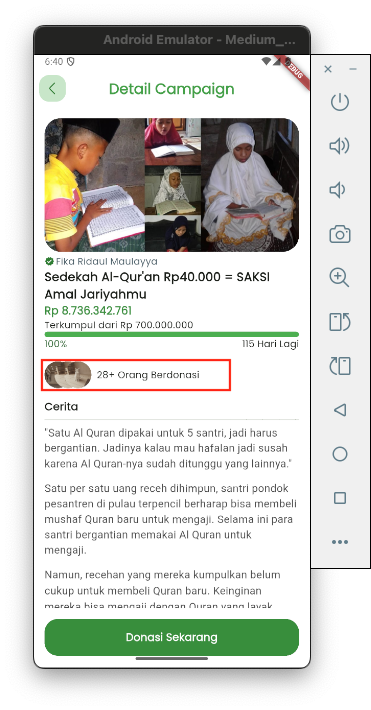 Android Emulator - Medium_...
6:40
DEBUG
Detail Campaign
Fika Ridaul Maulayya
Sedekah Al-Qur'an Rp40.000 = SAKSI
Amal Jariyahmu
Rp 8.736.342.761
Terkumpul dari Rp 700.000.000
100%
115 Hari Lagi
28+ Orang Berdonasi
Cerita
"Satu Al Quran dipakai untuk 5 santri, jadi harus
bergantian. Jadinya kalau mau hafalan jadi susah
karena Al Quran-nya sudah ditunggu yang lainnya."
Satu per satu uang receh dihimpun, santri pondok
pesantren di pulau terpencil berharap bisa membeli
mushaf Quran baru untuk mengaji. Selama ini para
santri bergantian memakai Al Quran untuk
mengaji.
Namun, recehan yang mereka kumpulkan belum
cukup untuk membeli Quran baru. Keinginan
mereka bisa mengaji dengan Quran yang layak
Donasi Sekarang